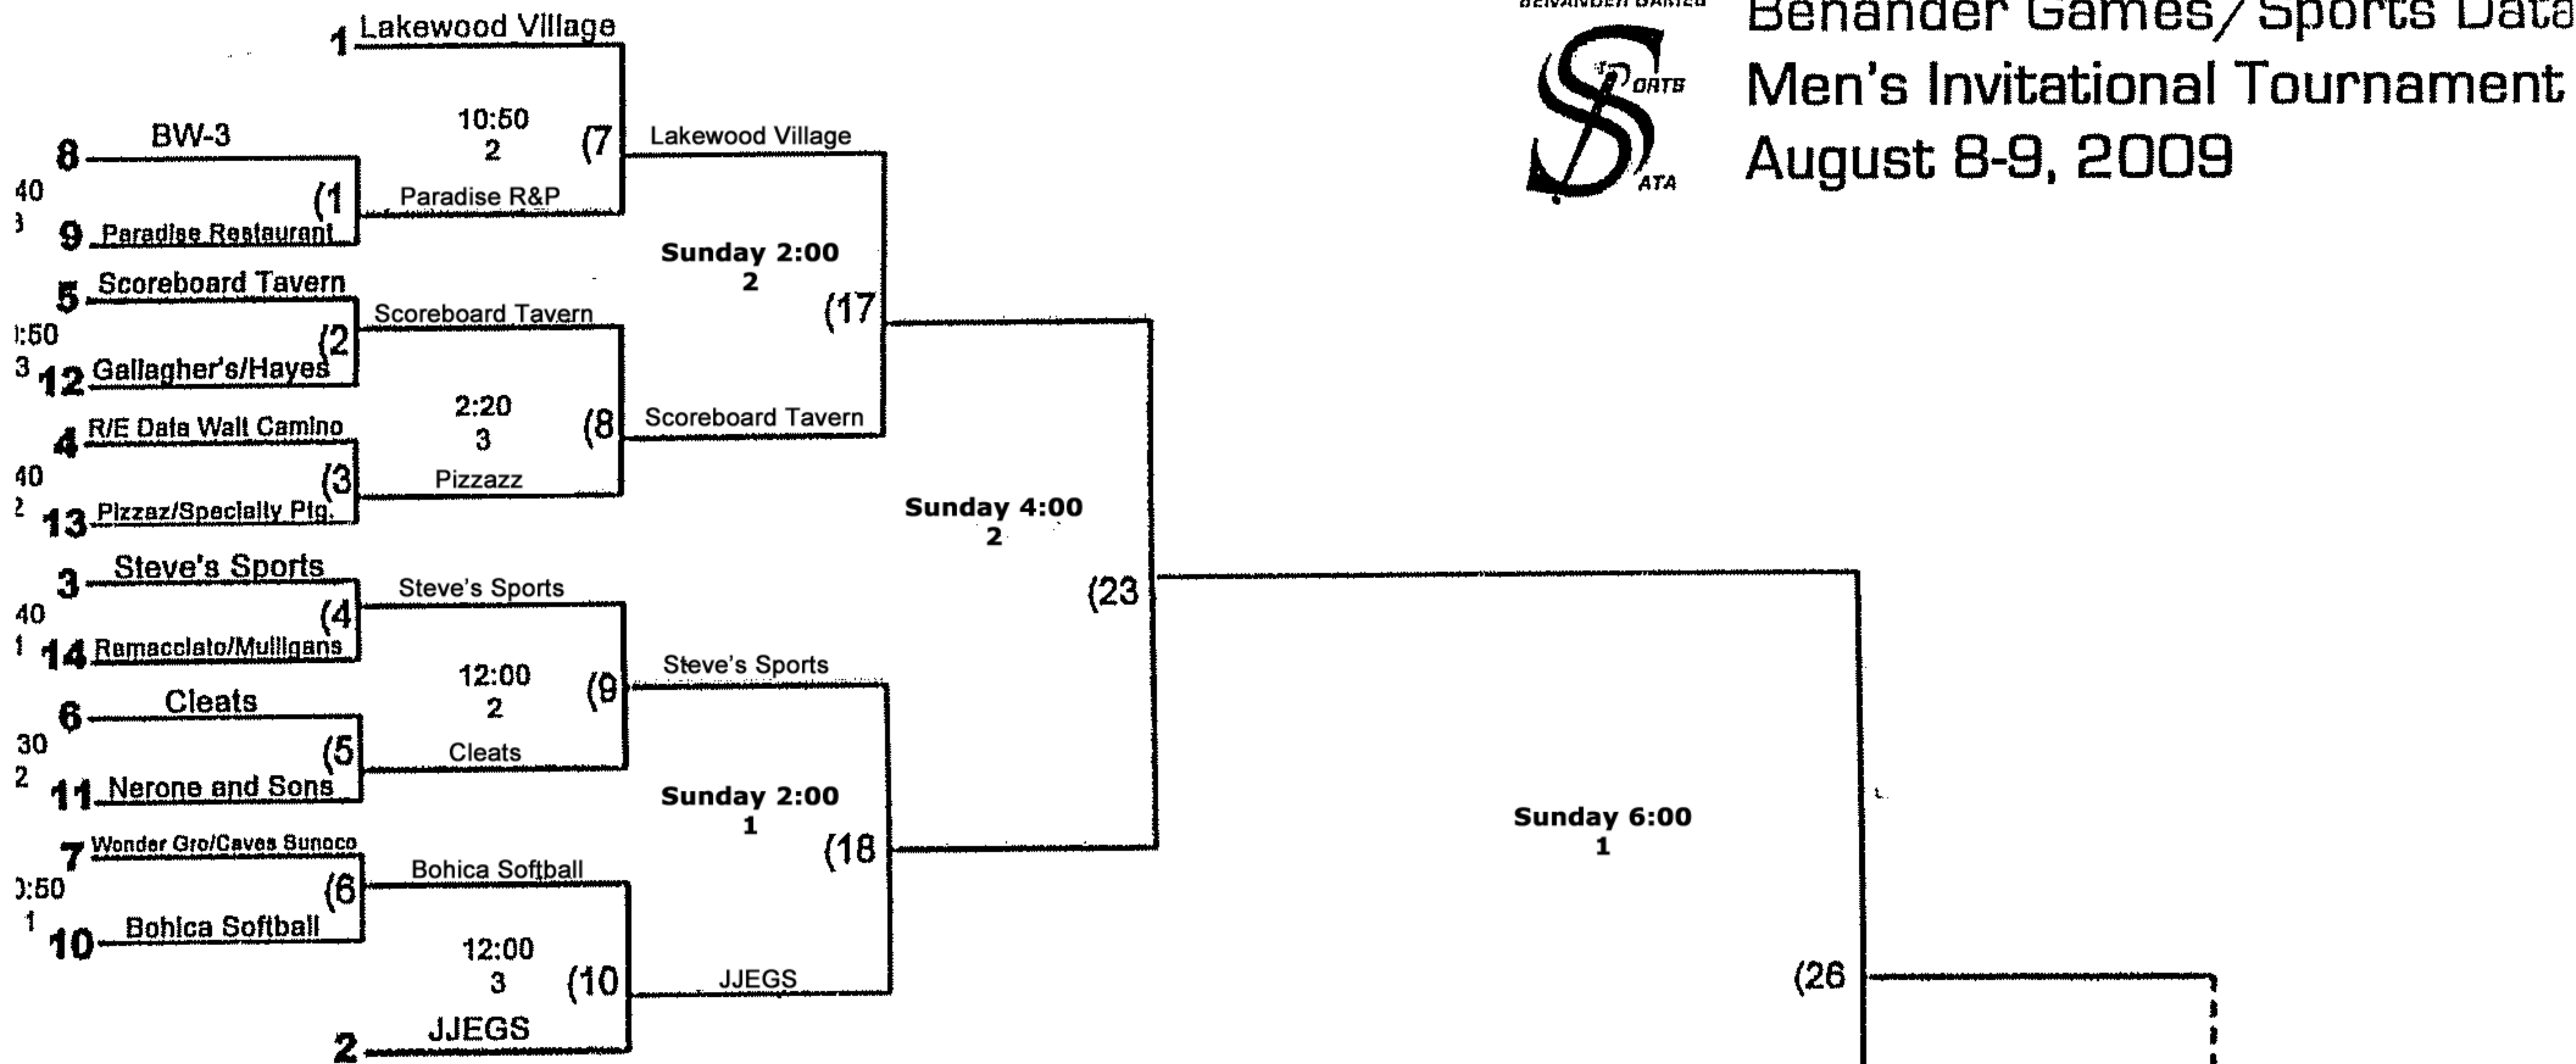 Benander Games/Sports Data
Men's Invitational Tournament
August 8-9, 2009
SPORTS
DATA
1 Lakewood Village
10:50
2
(7
Lakewood Village
8 BW-3
40
(1
Paradise R&P
9 Paradise Restaurant
Sunday 2:00
2
(17
5 Scoreboard Tavern
:50
3
(2
Scoreboard Tavern
12 Gallagher's/Hayes
2:20
3
(8
Scoreboard Tavern
4 R/E Data Walt Camino
40
2
(3
Pizzazz
13 Pizzaz/Specialty Ptg.
Sunday 4:00
2
(23
3 Steve's Sports
40
1
(4
Steve's Sports
14 Ramacciato/Mulligans
12:00
2
(9
Steve's Sports
6 Cleats
30
2
(5
Cleats
11 Nerone and Sons
Sunday 2:00
1
(18
7 Wonder Gro/Caves Sunoco
:50
1
(6
Bohica Softball
10 Bohica Softball
12:00
3
(10
JJEGS
2 JJEGS
Sunday 6:00
1
(26